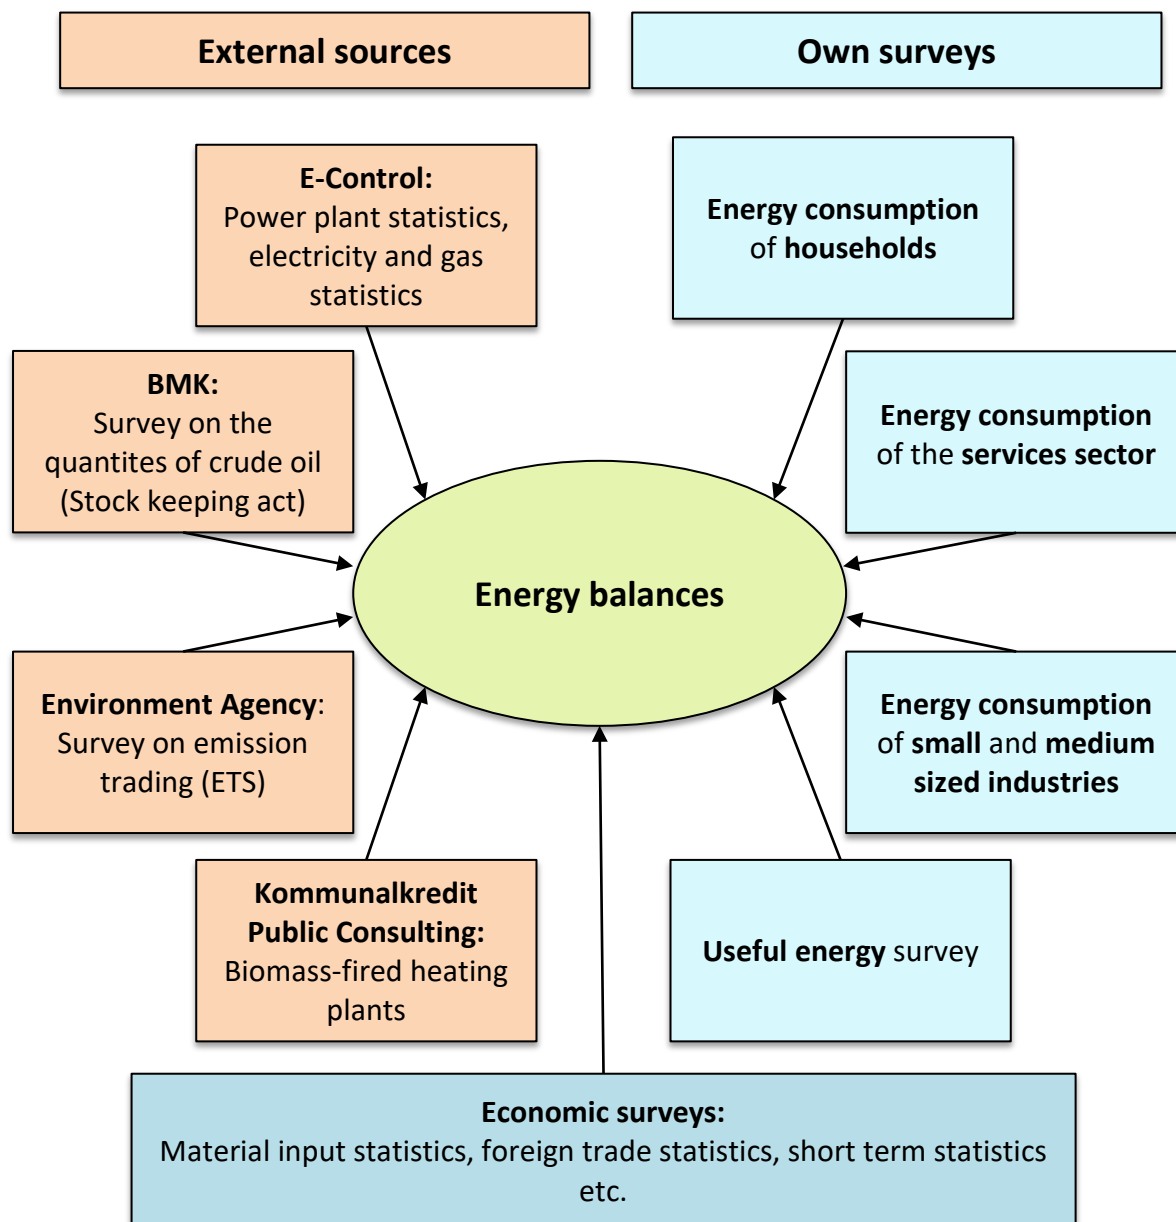 External sources
Own surveys
E-Control:
Power plant statistics,
electricity and gas
statistics
Energy consumption
of households
BMK:
Survey on the
quantites of crude oil
(Stock keeping act)
Energy consumption
of the services sector
Energy balances
Environment Agency:
Survey on emission
trading (ETS)
Energy consumption
of small and medium
sized industries
Kommunalkredit
Public Consulting:
Biomass-fired heating
plants
Useful energy survey
Economic surveys:
Material input statistics, foreign trade statistics, short term statistics
etc.